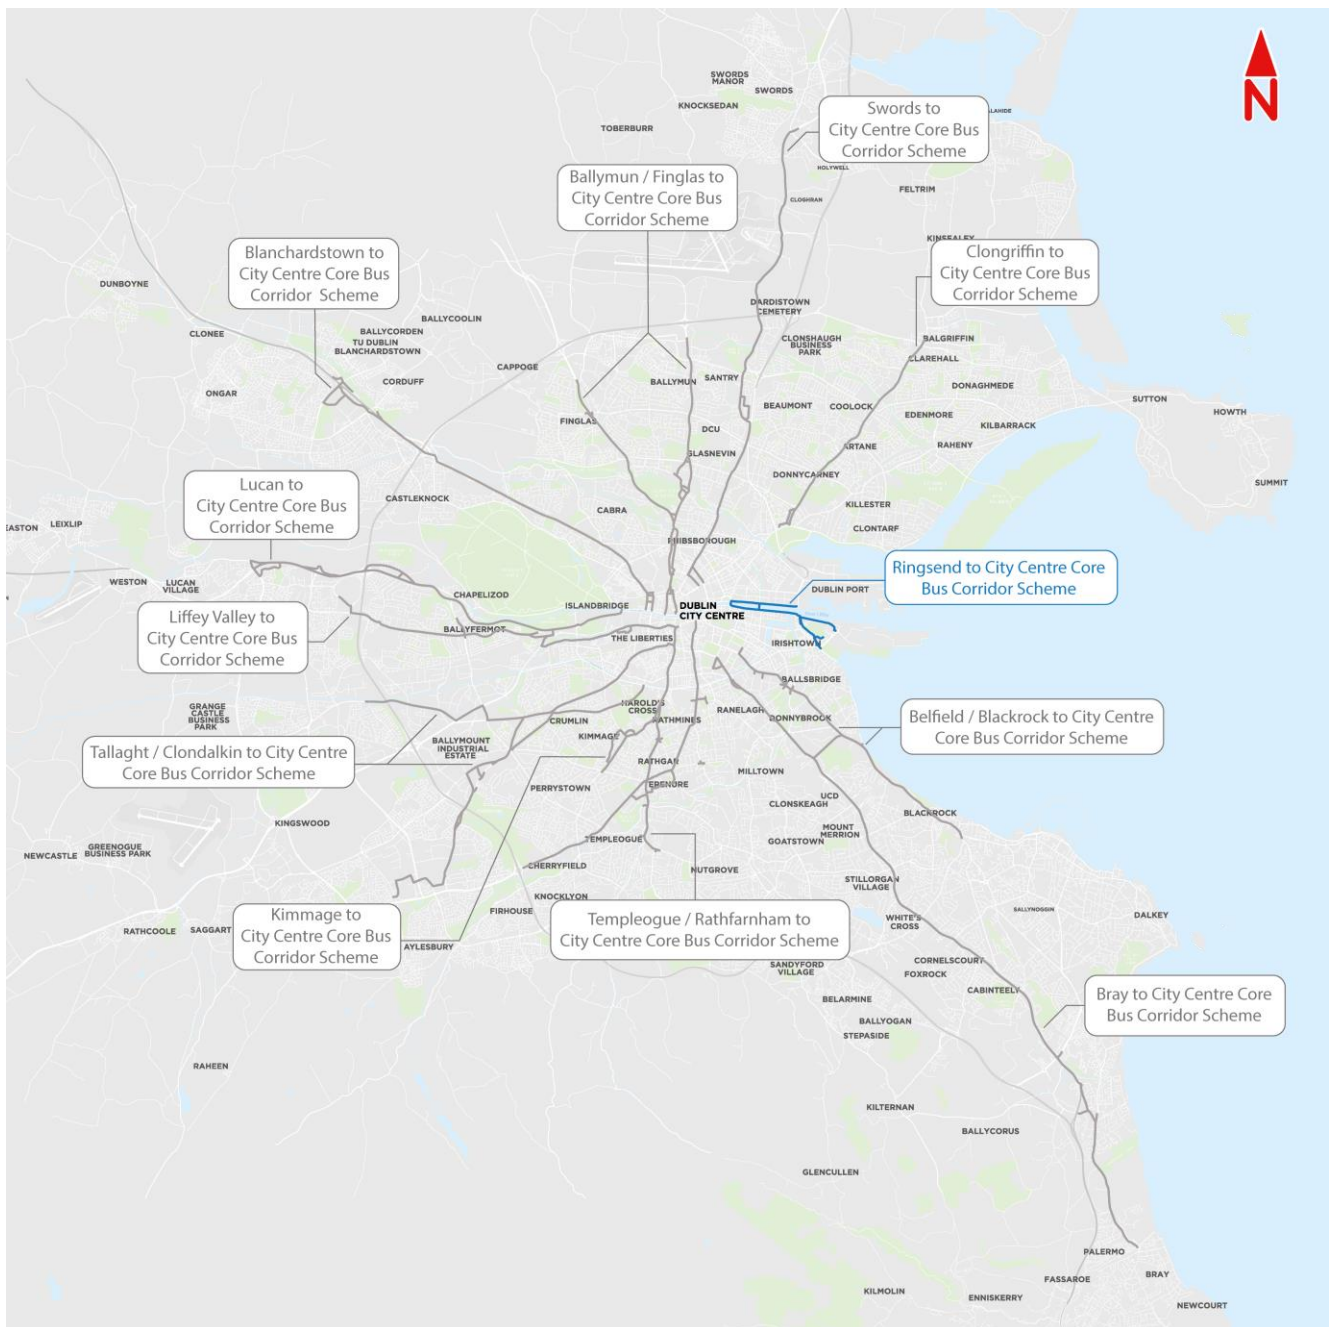 N
SWORDS
MANOR
SWORDS
KNOCKSEDAN
TOBERBURR
Swords to
City Centre Core Bus
Corridor Scheme
HOLYWELL
FELTRIM
CLOGHRAN
Ballymun / Finglas to
City Centre Core Bus
Corridor Scheme
KINSEALEY
Clongriffin to
City Centre Core Bus
Corridor Scheme
Blanchardstown to
City Centre Core Bus
Corridor Scheme
DUNBOYNE
CLONEE
BALLYCOOLIN
BALLYCORDEN
TU DUBLIN
BLANCHARDSTOWN
CORDUFF
ONGAR
CAPPOGE
DARDISTOWN
CEMETERY
CLONSHAUGH
BUSINESS
PARK
BALGRIFFIN
CLAREHALL
DONAGHMEDE
BALLYMUN
SANTRY
BEAUMONT
COOLOCK
EDENMORE
KILBARRACK
SUTTON
HOWTH
SUMMIT
FINGLAS
DCU
GLASNEVIN
ARTANE
RAHENY
DONNYCARNEY
KILLESTER
CLONTARF
CASTLEKNOCK
CABRA
PHIBSBOROUGH
Lucan to
City Centre Core Bus
Corridor Scheme
EASTON
LEIXLIP
WESTON
LUCAN
VILLAGE
Ringsend to City Centre Core
Bus Corridor Scheme
DUBLIN PORT
CHAPELIZOD
ISLANDBRIDGE
DUBLIN
CITY CENTRE
Liffey Valley to
City Centre Core Bus
Corridor Scheme
BALLYFERMOT
THE LIBERTIES
IRISHTOWN
BALLSBRIDGE
GRANGE
CASTLE
BUSINESS
PARK
HAROLD'S
CROSS
RATHMINES
RANELAGH
DONNYBROOK
CRUMLIN
KIMMAGE
Belfield / Blackrock to City Centre
Core Bus Corridor Scheme
BALLYMOUNT
INDUSTRIAL
ESTATE
Tallaght / Clondalkin to City Centre
Core Bus Corridor Scheme
RATHGAR
MILLTOWN
PERRYSTOWN
UCD
CLONSKEAGH
BLACKROCK
MOUNT
MERRION
GOATSTOWN
KINGSWOOD
TEMPLEOGUE
NEWCASTLE
GREENOGUE
BUSINESS PARK
CHERRYFIELD
NUTGROVE
STILLORGAN
VILLAGE
KNOCKLYON
FIRHOUSE
SALLYNOGGIN
DALKEY
WHITE'S
CROSS
Kimmage to
City Centre Core Bus
Corridor Scheme
Templeogue / Rathfarnham to
City Centre Core Bus Corridor Scheme
RATHCOOLE
SAGGART
AYLESBURY
SANDYFORD
VILLAGE
CORNELSCOURT
FOXROCK
CABINTEELY
BELARMINE
Bray to City Centre Core
Bus Corridor Scheme
BALLYOGAN
STEPASIDE
RAHEEN
KILTERNAN
BALLYCORUS
GLENCULLEN
PALERMO
FASSAROE
BRAY
KILMOLIN
ENNISKERRY
NEWCOURT